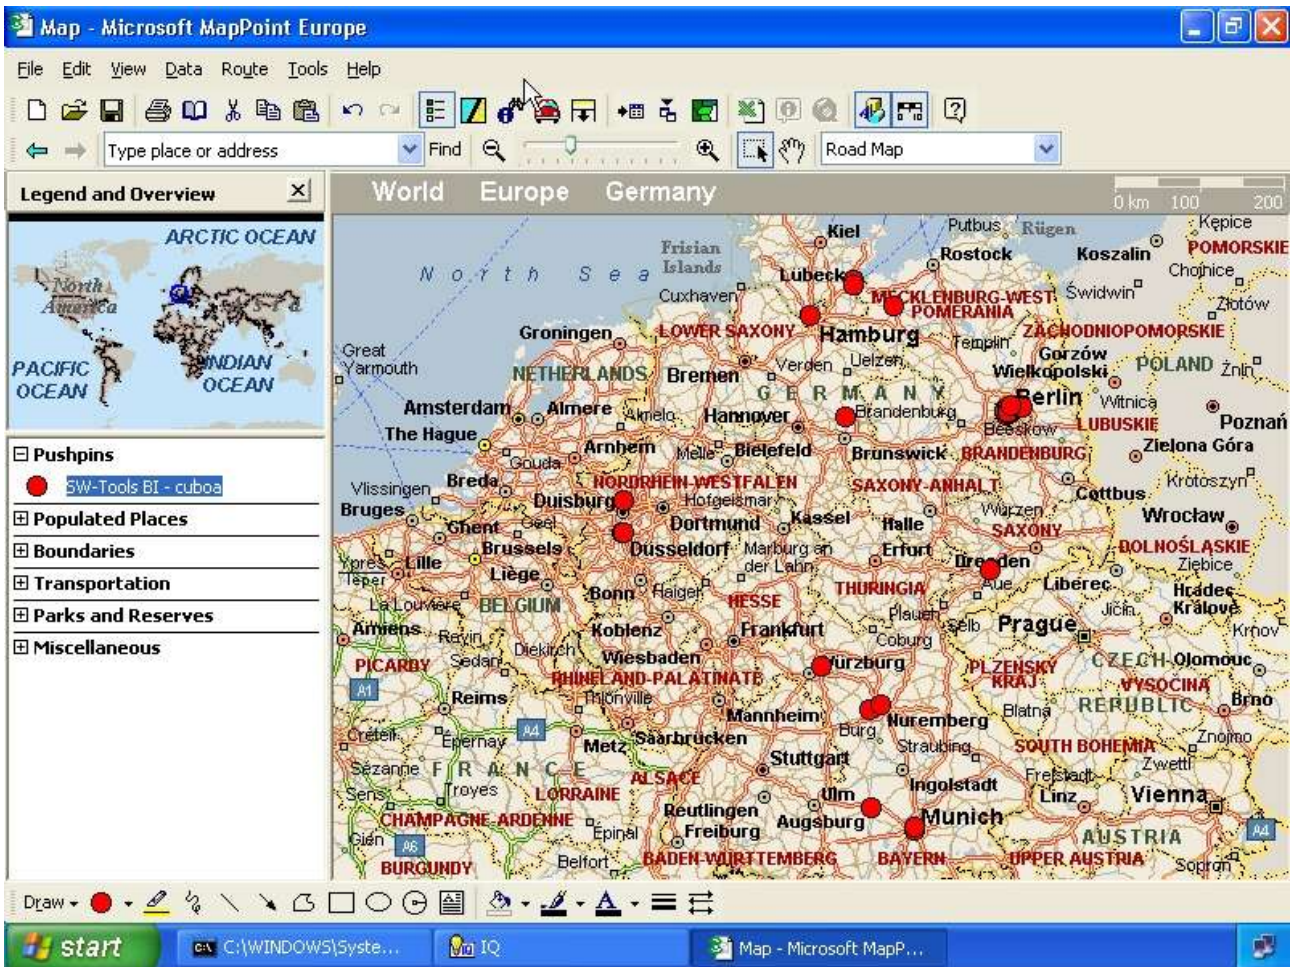 Map - Microsoft MapPoint Europe
File Edit View Data Route Tools Help
Type place or address Find Road Map
Legend and Overview
World Europe Germany
0 km 100 200
ARCTIC OCEAN
North America
PACIFIC OCEAN
INDIAN OCEAN
Pushpins
SW-Tools BI - cuboa
Populated Places
Boundaries
Transportation
Parks and Reserves
Miscellaneous
Kiel Putbus Rügen Kępice
Frisian Islands Rostock Koszalin POMORSKIE
North Sea Lübeck Chojnice
Cuxhaven MECKLENBURG-WEST POMERANIA Świdwin Złotów
Groningen LOWER SAXONY Hamburg ZACHODNIOPOMORSKIE
Great Yarmouth Verden Uelzen Templin Gorzów Wielkopolski POLAND Żnin
NETHERLANDS Bremen GERMANY
Amsterdam Almere Almelo Hannover Brandenburg Berlin Witnica
The Hague Beeskow LUBUSKIE Poznań
Gouda Arnhem Melle Bielefeld Brunswick BRANDENBURG Zielona Góra
Vlissingen Breda NORDRHEIN-WESTFALEN SAXONY-ANHALT Cottbus Krotoszyn
Bruges Duisburg Hofgeismar
Ghent Geel Dortmund Kassel Halle Wurzen Wrocław
Brussels Düsseldorf Marburg an der Lahn Erfurt SAXONY DOLNOŚLĄSKIE
Ypres Ieper Lille Liège Dresden Ziebice
Bonn Haiger HESSE THURINGIA Aue Liberec Hradec Králové
La Louvière BELGIUM Plauen Jičín
Amiens Revin Koblenz Frankfurt Coburg Selb Prague Krnov
Diekirch Wiesbaden
PICARDY Sedan RHINELAND-PALATINATE Würzburg PLZENSKY KRAJ CZECH REPUBLIC Olomouc
A1 Reims Thionville VYSOCINA Brno
Mannheim Burg Nuremberg Blatná
Créteil Épernay A4 Metz Saarbrücken Straubing SOUTH BOHEMIA Znojmo
Sézanne FRANCE Stuttgart Freistadt Zwettl
Sens Troyes LORRAINE ALSACE Ulm Ingolstadt Linz Vienna
CHAMPAGNE-ARDENNE Épinal Reutlingen Augsburg Munich
Gien A6 Freiburg AUSTRIA A4
BURGUNDY Belfort BADEN-WURTTEMBERG BAYERN UPPER AUSTRIA Sopron
Draw
start C:\WINDOWS\Syste... IQ Map - Microsoft MapP...